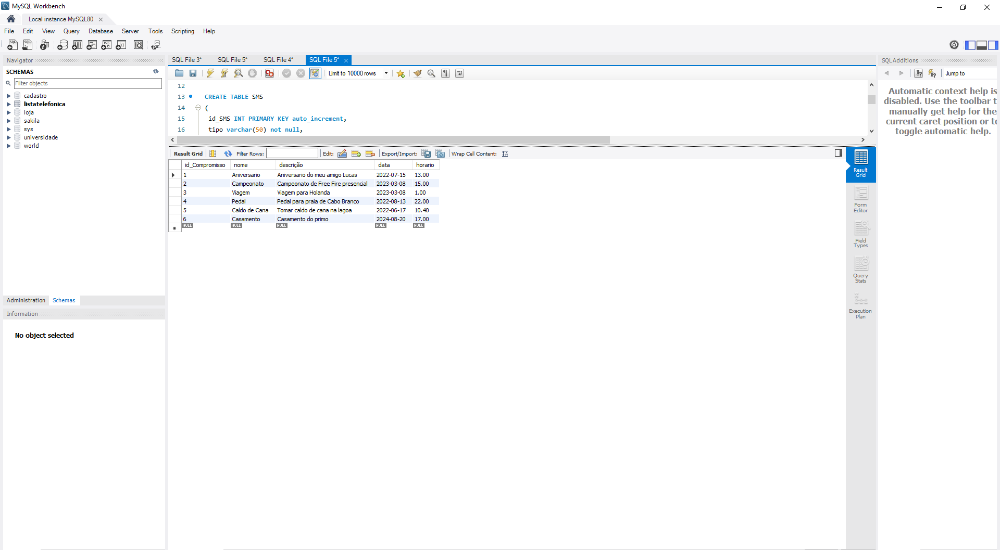 MySQL Workbench
Local instance MySQL80
File Edit View Query Database Server Tools Scripting Help
Navigator
SCHEMAS
Filter objects
cadastro
listatelefonica
loja
sakila
sys
universidade
world
Administration Schemas
Information
No object selected
SQL File 3* SQL File 5* SQL File 4* SQL File 5*
Limit to 10000 rows
12
13 CREATE TABLE SMS
14 (
15 id_SMS INT PRIMARY KEY auto_increment,
16 tipo varchar(50) not null,
Result Grid Filter Rows: Edit: Export/Import: Wrap Cell Content:
id_Compromisso nome descrição data horario
1 Aniversario Aniversario do meu amigo Lucas 2022-07-15 13.00
2 Campeonato Campeonato de Free Fire presencial 2023-03-08 15.00
3 Viagem Viagem para Holanda 2023-03-08 1.00
4 Pedal Pedal para praia de Cabo Branco 2022-08-13 22.00
5 Caldo de Cana Tomar caldo de cana na lagoa 2022-06-17 10.40
6 Casamento Casamento do primo 2024-08-20 17.00
NULL NULL NULL NULL NULL
Result
Grid
Form
Editor
Field
Types
Query
Stats
Execution
Plan
SQLAdditions
Jump to
Automatic context help is
disabled. Use the toolbar t
manually get help for the
current caret position or to
toggle automatic help.